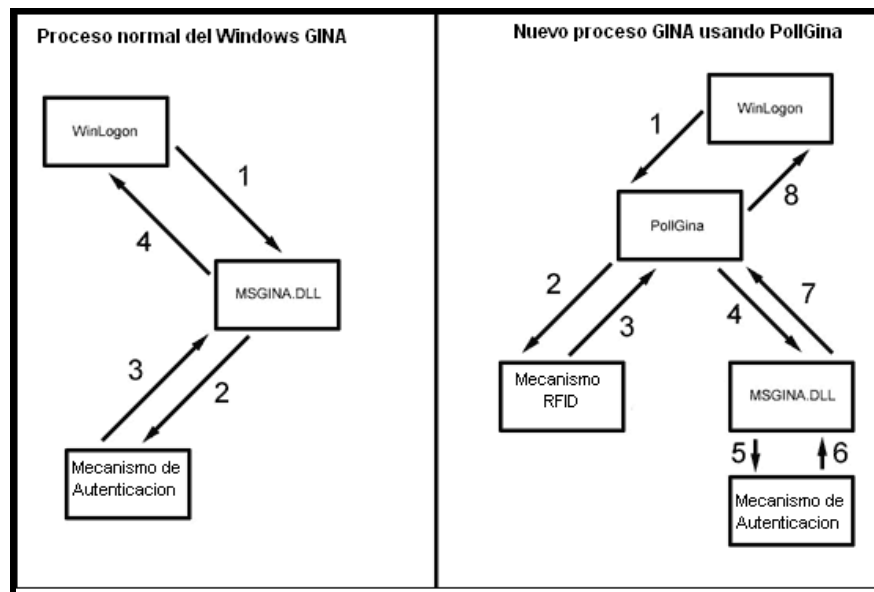 Proceso normal del Windows GINA
WinLogon
1
4
MSGINA.DLL
3
2
Mecanismo de
Autenticacion
Nuevo proceso GINA usando PollGina
WinLogon
1
8
PollGina
2
3
4
7
Mecanismo
RFID
MSGINA.DLL
5
6
Mecanismo de
Autenticacion